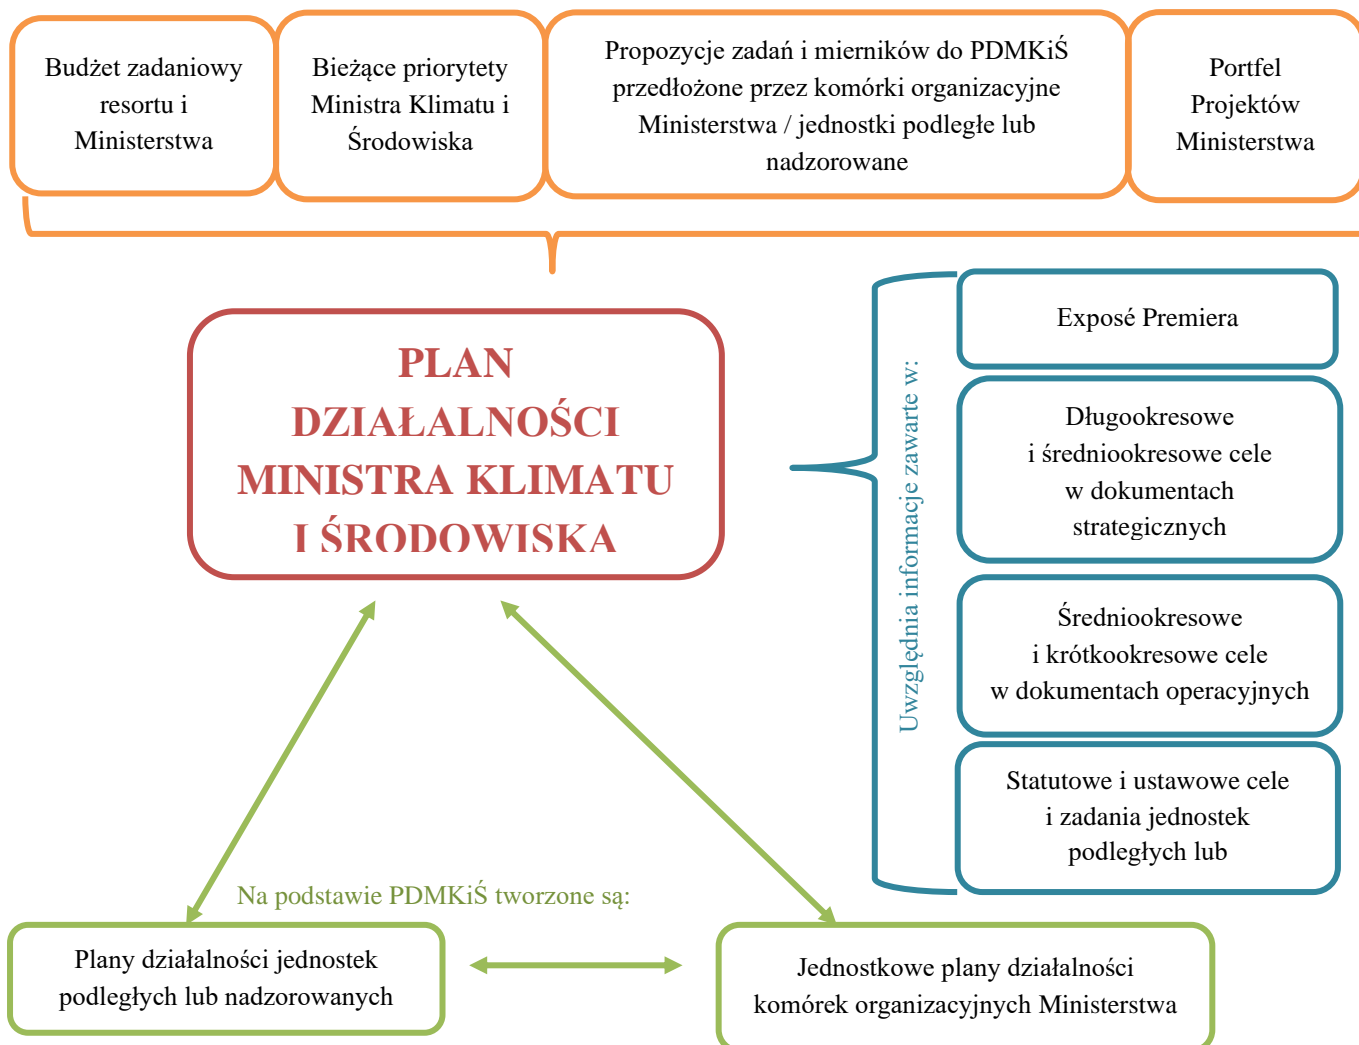 Budżet zadaniowy
resortu i
Ministerstwa
Bieżące priorytety
Ministra Klimatu i
Środowiska
Propozycje zadań i mierników do PDMKiŚ
przedłożone przez komórki organizacyjne
Ministerstwa / jednostki podległe lub
nadzorowane
Portfel
Projektów
Ministerstwa
PLAN
DZIAŁALNOŚCI
MINISTRA KLIMATU
I ŚRODOWISKA
Uwzględnia informacje zawarte w:
Exposé Premiera
Długookresowe
i średniookresowe cele
w dokumentach
strategicznych
Średniookresowe
i krótkookresowe cele
w dokumentach operacyjnych
Statutowe i ustawowe cele
i zadania jednostek
podległych lub
Na podstawie PDMKiŚ tworzone są:
Plany działalności jednostek
podległych lub nadzorowanych
Jednostkowe plany działalności
komórek organizacyjnych Ministerstwa